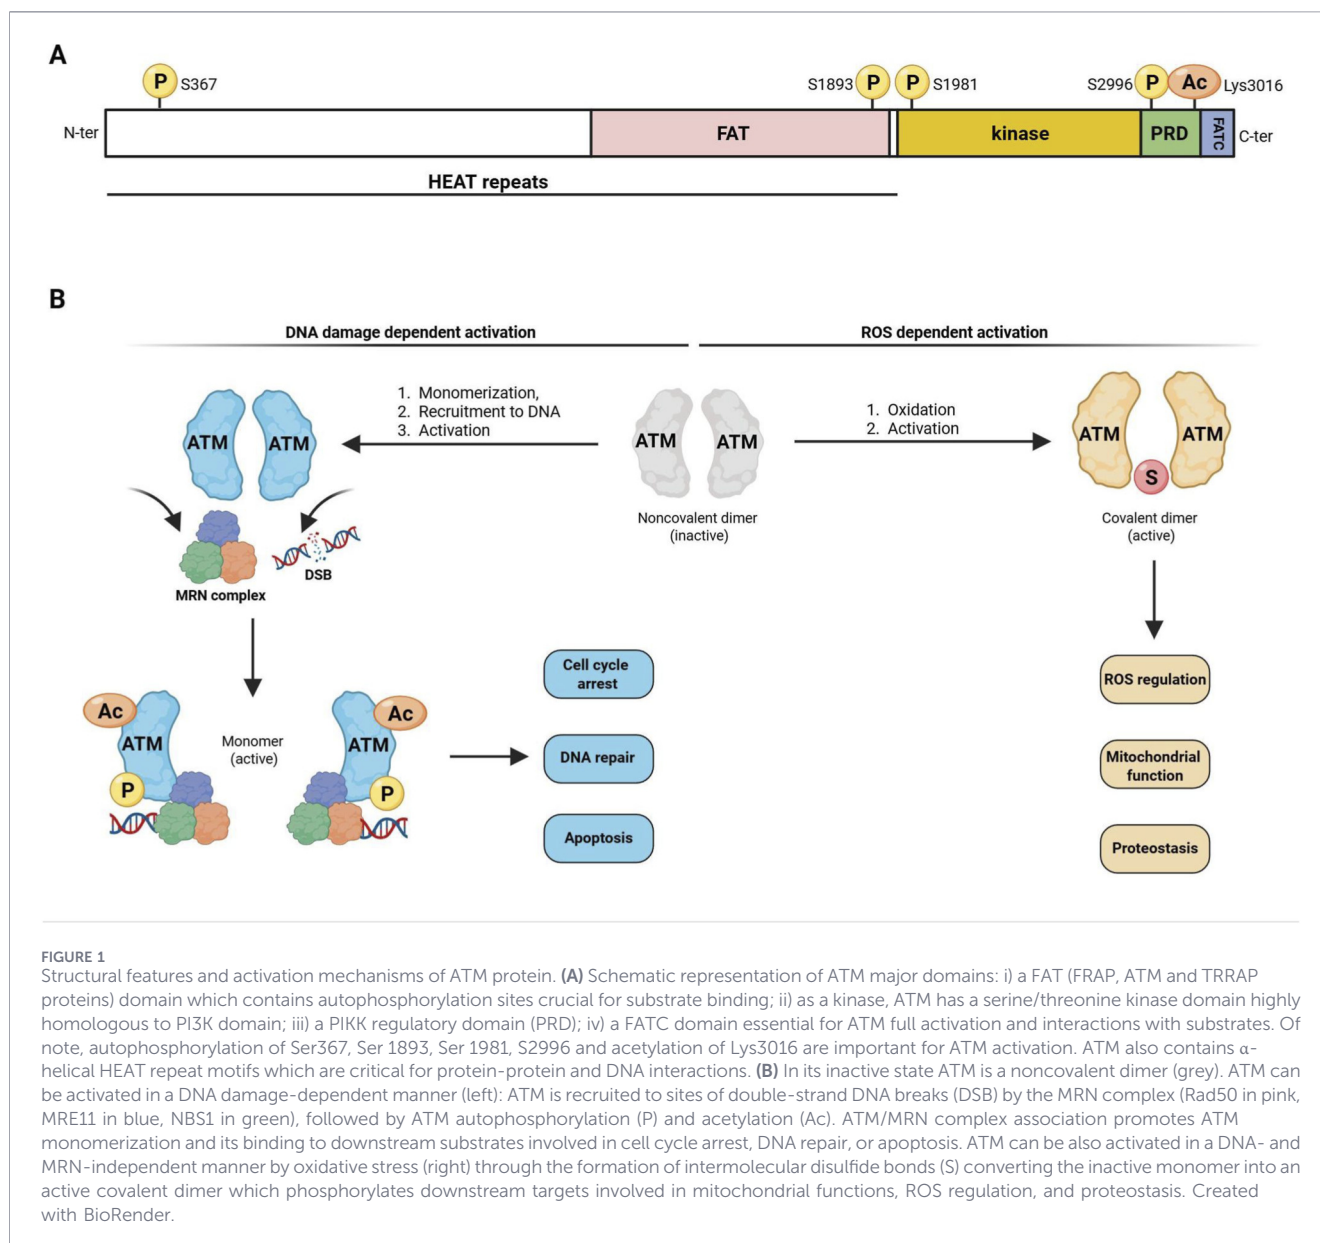 A
P S367 S1893 P P S1981 S2996 P Ac Lys3016
N-ter FAT kinase PRD FATC C-ter
HEAT repeats
B
DNA damage dependent activation
ROS dependent activation
ATM ATM
1. Monomerization,
2. Recruitment to DNA
3. Activation
ATM ATM
Noncovalent dimer
(inactive)
1. Oxidation
2. Activation
ATM ATM
S
Covalent dimer
(active)
MRN complex
DSB
Ac
ATM
P
Monomer
(active)
Ac
ATM
P
Cell cycle
arrest
DNA repair
Apoptosis
ROS regulation
Mitochondrial
function
Proteostasis
FIGURE 1
Structural features and activation mechanisms of ATM protein. (A) Schematic representation of ATM major domains: i) a FAT (FRAP, ATM and TRRAP
proteins) domain which contains autophosphorylation sites crucial for substrate binding; ii) as a kinase, ATM has a serine/threonine kinase domain highly
homologous to PI3K domain; iii) a PIKK regulatory domain (PRD); iv) a FATC domain essential for ATM full activation and interactions with substrates. Of
note, autophosphorylation of Ser367, Ser 1893, Ser 1981, S2996 and acetylation of Lys3016 are important for ATM activation. ATM also contains α-
helical HEAT repeat motifs which are critical for protein-protein and DNA interactions. (B) In its inactive state ATM is a noncovalent dimer (grey). ATM can
be activated in a DNA damage-dependent manner (left): ATM is recruited to sites of double-strand DNA breaks (DSB) by the MRN complex (Rad50 in pink,
MRE11 in blue, NBS1 in green), followed by ATM autophosphorylation (P) and acetylation (Ac). ATM/MRN complex association promotes ATM
monomerization and its binding to downstream substrates involved in cell cycle arrest, DNA repair, or apoptosis. ATM can be also activated in a DNA- and
MRN-independent manner by oxidative stress (right) through the formation of intermolecular disulfide bonds (S) converting the inactive monomer into an
active covalent dimer which phosphorylates downstream targets involved in mitochondrial functions, ROS regulation, and proteostasis. Created
with BioRender.